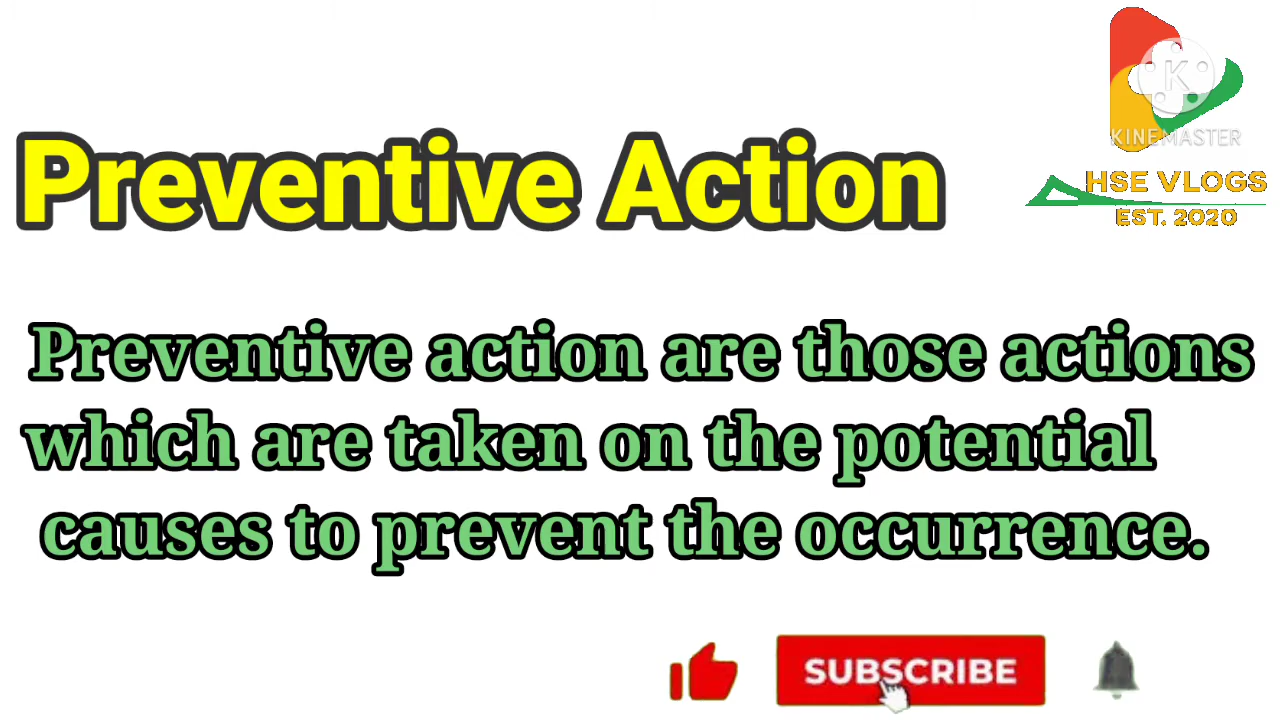 K
KINEMASTER
HSE VLOGS
EST. 2020
Preventive Action
Preventive action are those actions
which are taken on the potential
causes to prevent the occurrence.
SUBSCRIBE